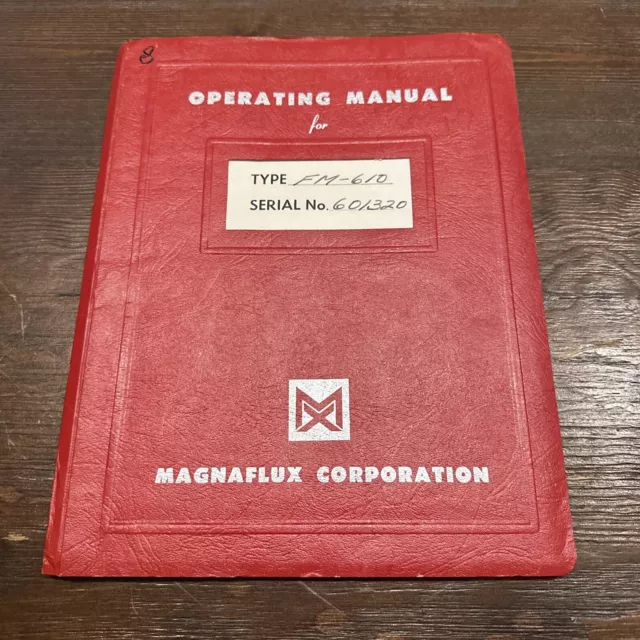 8
OPERATING MANUAL
for
TYPE FM-610
SERIAL No. 601320
MAGNAFLUX CORPORATION